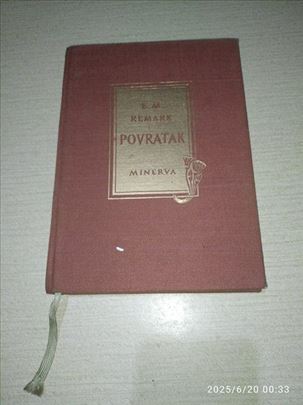 E. M.
REMARK
POVRATAK
MINERVA
2025/6/20 00:33